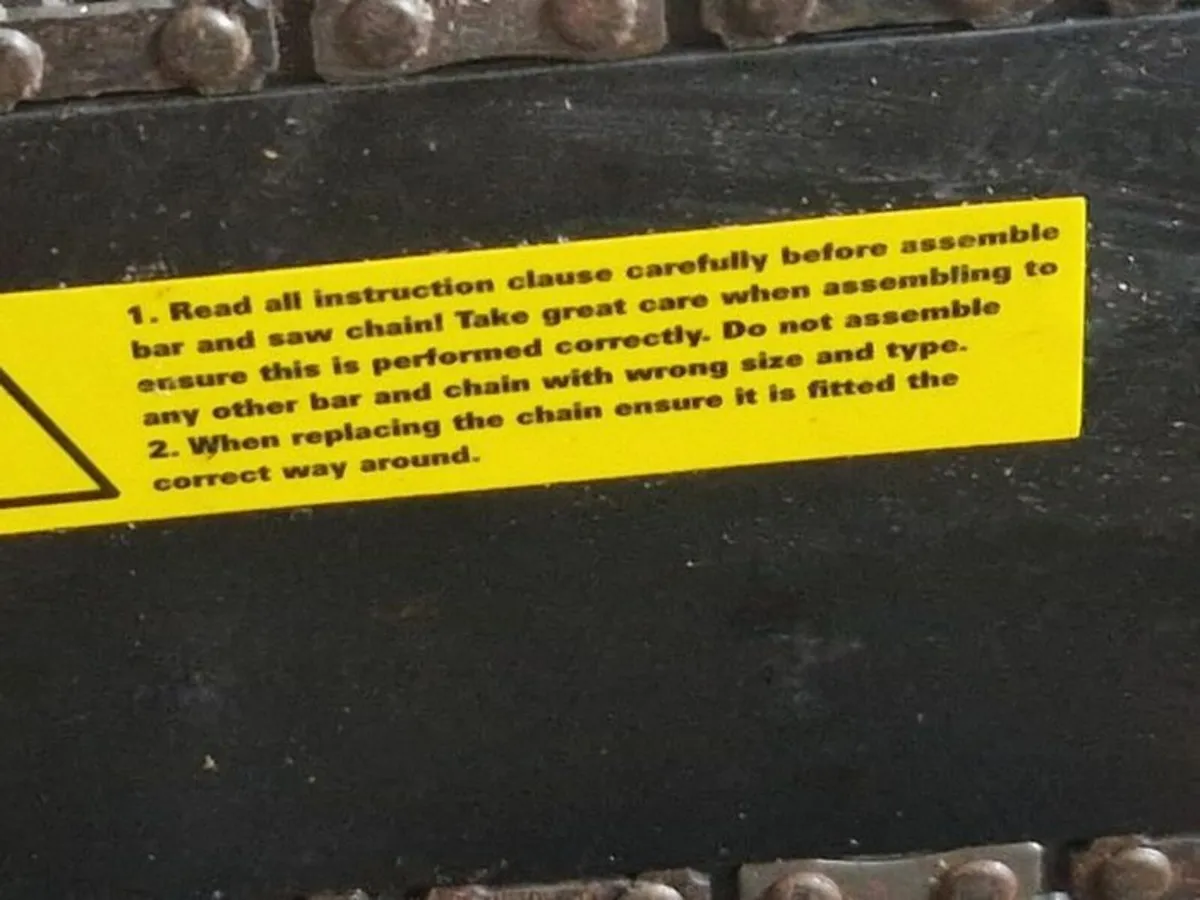 1. Read all instruction clause carefully before assemble
bar and saw chain! Take great care when assembling to
ensure this is performed correctly. Do not assemble
any other bar and chain with wrong size and type.
2. When replacing the chain ensure it is fitted the
correct way around.